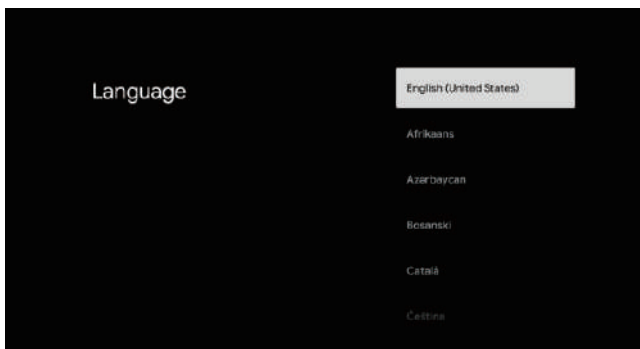 Language
English (United States)
Afrikaans
Azərbaycan
Bosanski
Català
Čeština